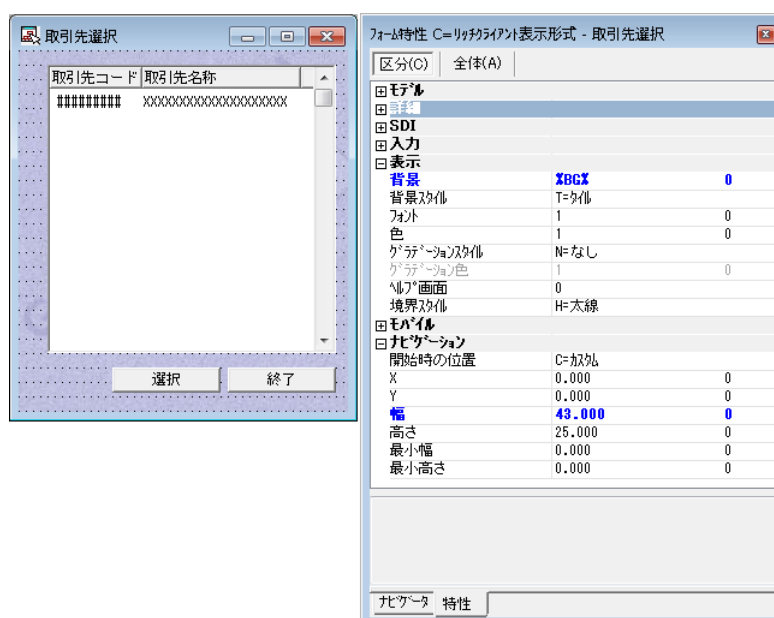 取引先選択
取引先コード 取引先名称
######### XXXXXXXXXXXXXXXXXXXX
選択 終了
ﾌｫｰﾑ特性 C=ﾘｯﾁｸﾗｲｱﾝﾄ表示形式 - 取引先選択
区分(C) 全体(A)
ﾓﾃﾞﾙ
詳細
SDI
入力
表示
背景 %BG% 0
背景ｽﾀｲﾙ T=ﾀｲﾙ
ﾌｫﾝﾄ 1 0
色 1 0
ｸﾞﾗﾃﾞｰｼｮﾝｽﾀｲﾙ N=なし
ｸﾞﾗﾃﾞｰｼｮﾝ色 1 0
ﾍﾙﾌﾟ画面 0
境界ｽﾀｲﾙ H=太線
ﾓﾊﾞｲﾙ
ﾅﾋﾞｹﾞｰｼｮﾝ
開始時の位置 C=ｶｽﾀﾑ
X 0.000 0
Y 0.000 0
幅 43.000 0
高さ 25.000 0
最小幅 0.000 0
最小高さ 0.000 0
ﾅﾋﾞｹﾞｰﾀ 特性